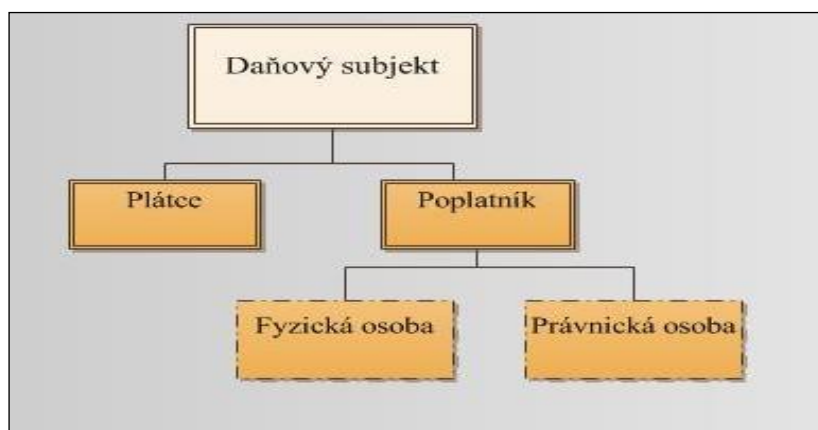 Daňový subjekt
Plátce
Poplatník
Fyzická osoba
Právnická osoba